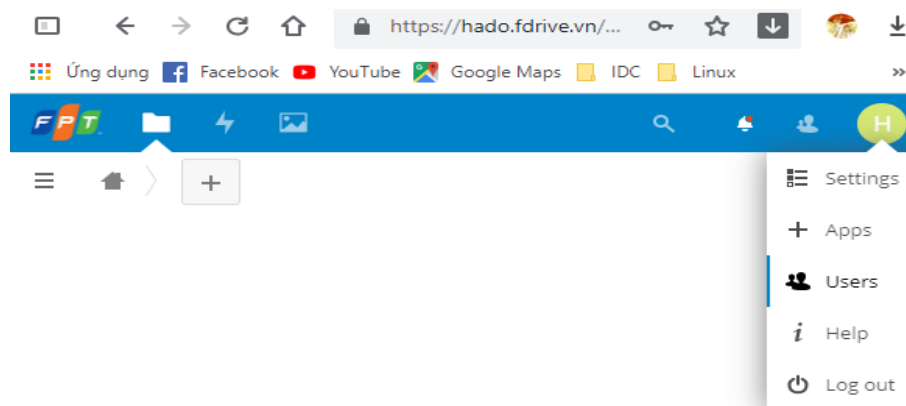 https://hado.fdrive.vn/...
Ứng dụng Facebook YouTube Google Maps IDC Linux »
FPT H
Settings
Apps
Users
Help
Log out